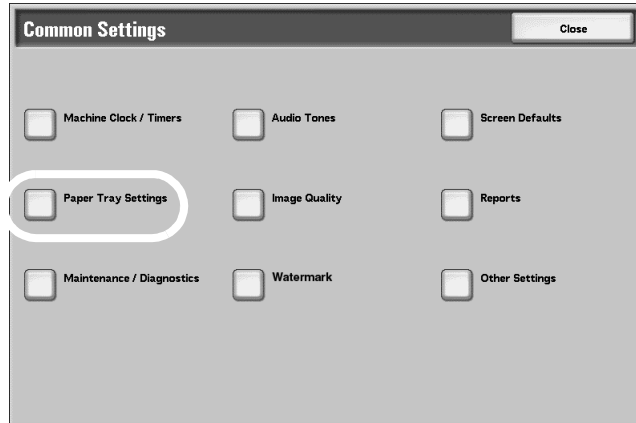 Common Settings
Close
Machine Clock / Timers
Audio Tones
Screen Defaults
Paper Tray Settings
Image Quality
Reports
Maintenance / Diagnostics
Watermark
Other Settings